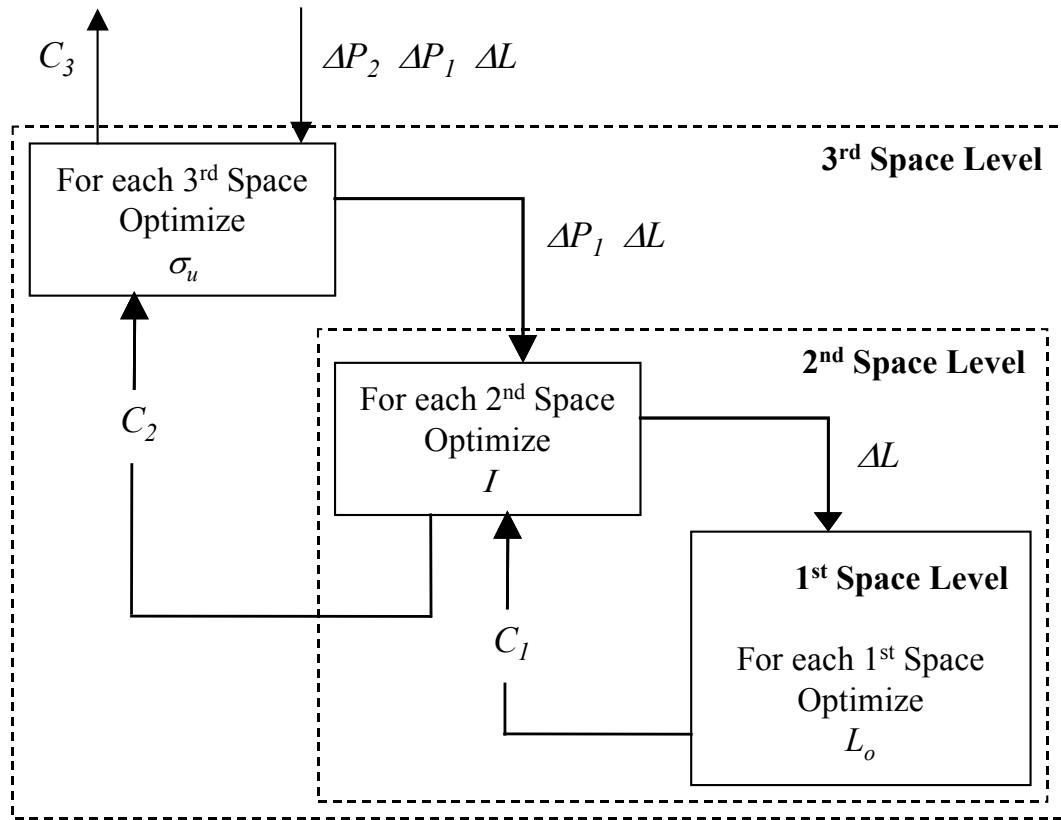 C₃
ΔP₂ ΔP₁ ΔL
3rd Space Level
For each 3rd Space
Optimize
σᵤ
ΔP₁ ΔL
2nd Space Level
For each 2nd Space
Optimize
I
C₂
ΔL
1st Space Level
For each 1st Space
Optimize
Lₒ
C₁